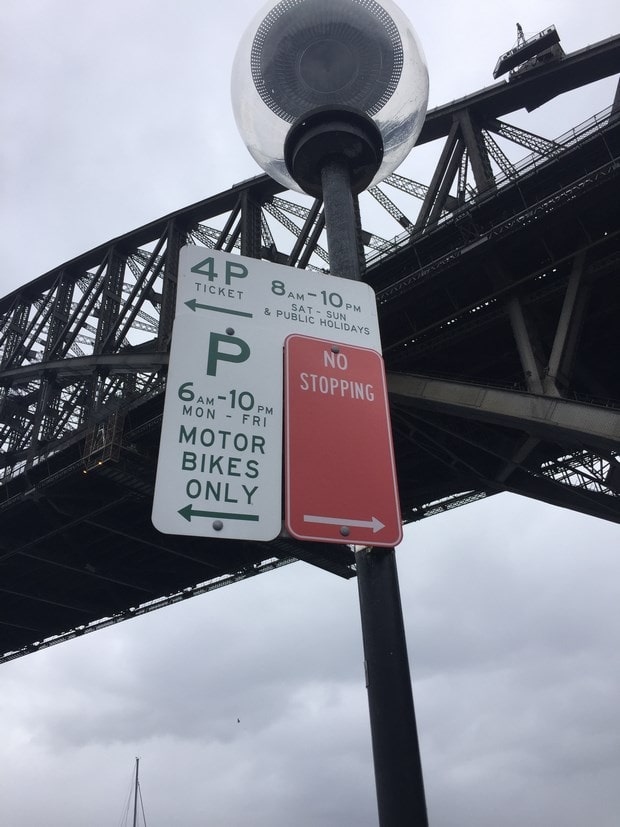 4P
TICKET
8AM-10PM
SAT - SUN
& PUBLIC HOLIDAYS
P
6AM-10PM
MON - FRI
MOTOR
BIKES
ONLY
NO
STOPPING